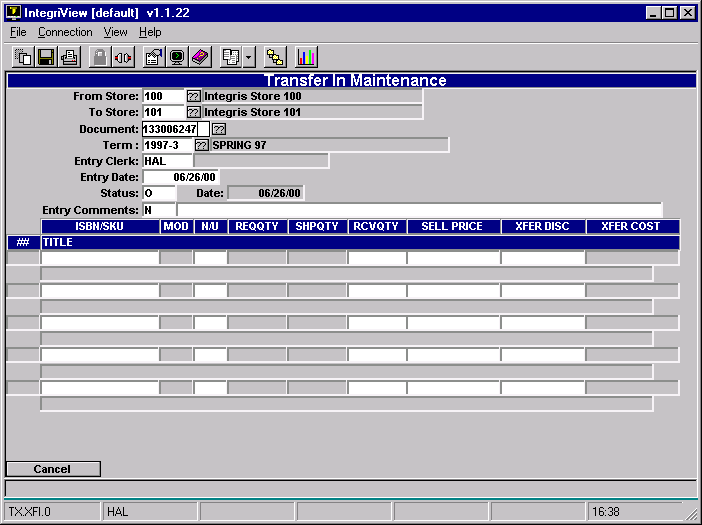 IntegriView [default] v1.1.22
File Connection View Help
Transfer In Maintenance
From Store: 100 ?? Integris Store 100
To Store: 101 ?? Integris Store 101
Document: 133006247 ??
Term : 1997-3 ?? SPRING 97
Entry Clerk: HAL
Entry Date: 06/26/00
Status: O Date: 06/26/00
Entry Comments: N
ISBN/SKU MOD N/U REQQTY SHPQTY RCVQTY SELL PRICE XFER DISC XFER COST
## TITLE
Cancel
TX.XFI.0 HAL 16:38